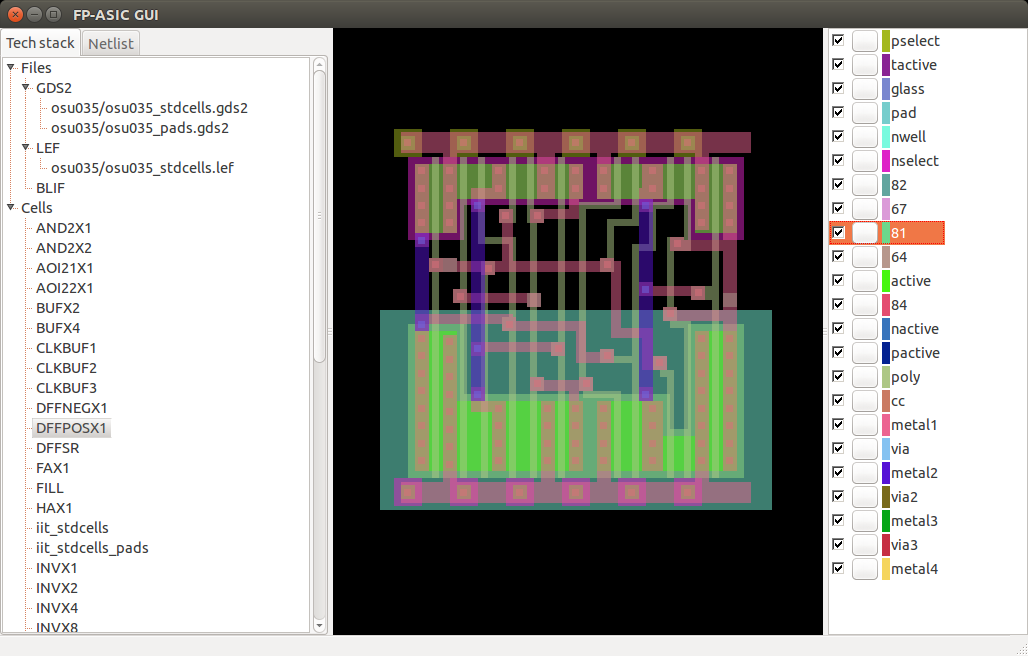 FP-ASIC GUI
Tech stack
Netlist
Files
GDS2
osu035/osu035_stdcells.gds2
osu035/osu035_pads.gds2
LEF
osu035/osu035_stdcells.lef
BLIF
Cells
AND2X1
AND2X2
AOI21X1
AOI22X1
BUFX2
BUFX4
CLKBUF1
CLKBUF2
CLKBUF3
DFFNEGX1
DFFPOSX1
DFFSR
FAX1
FILL
HAX1
iit_stdcells
iit_stdcells_pads
INVX1
INVX2
INVX4
INVX8
pselect
tactive
glass
pad
nwell
nselect
82
67
81
64
active
84
nactive
pactive
poly
cc
metal1
via
metal2
via2
metal3
via3
metal4